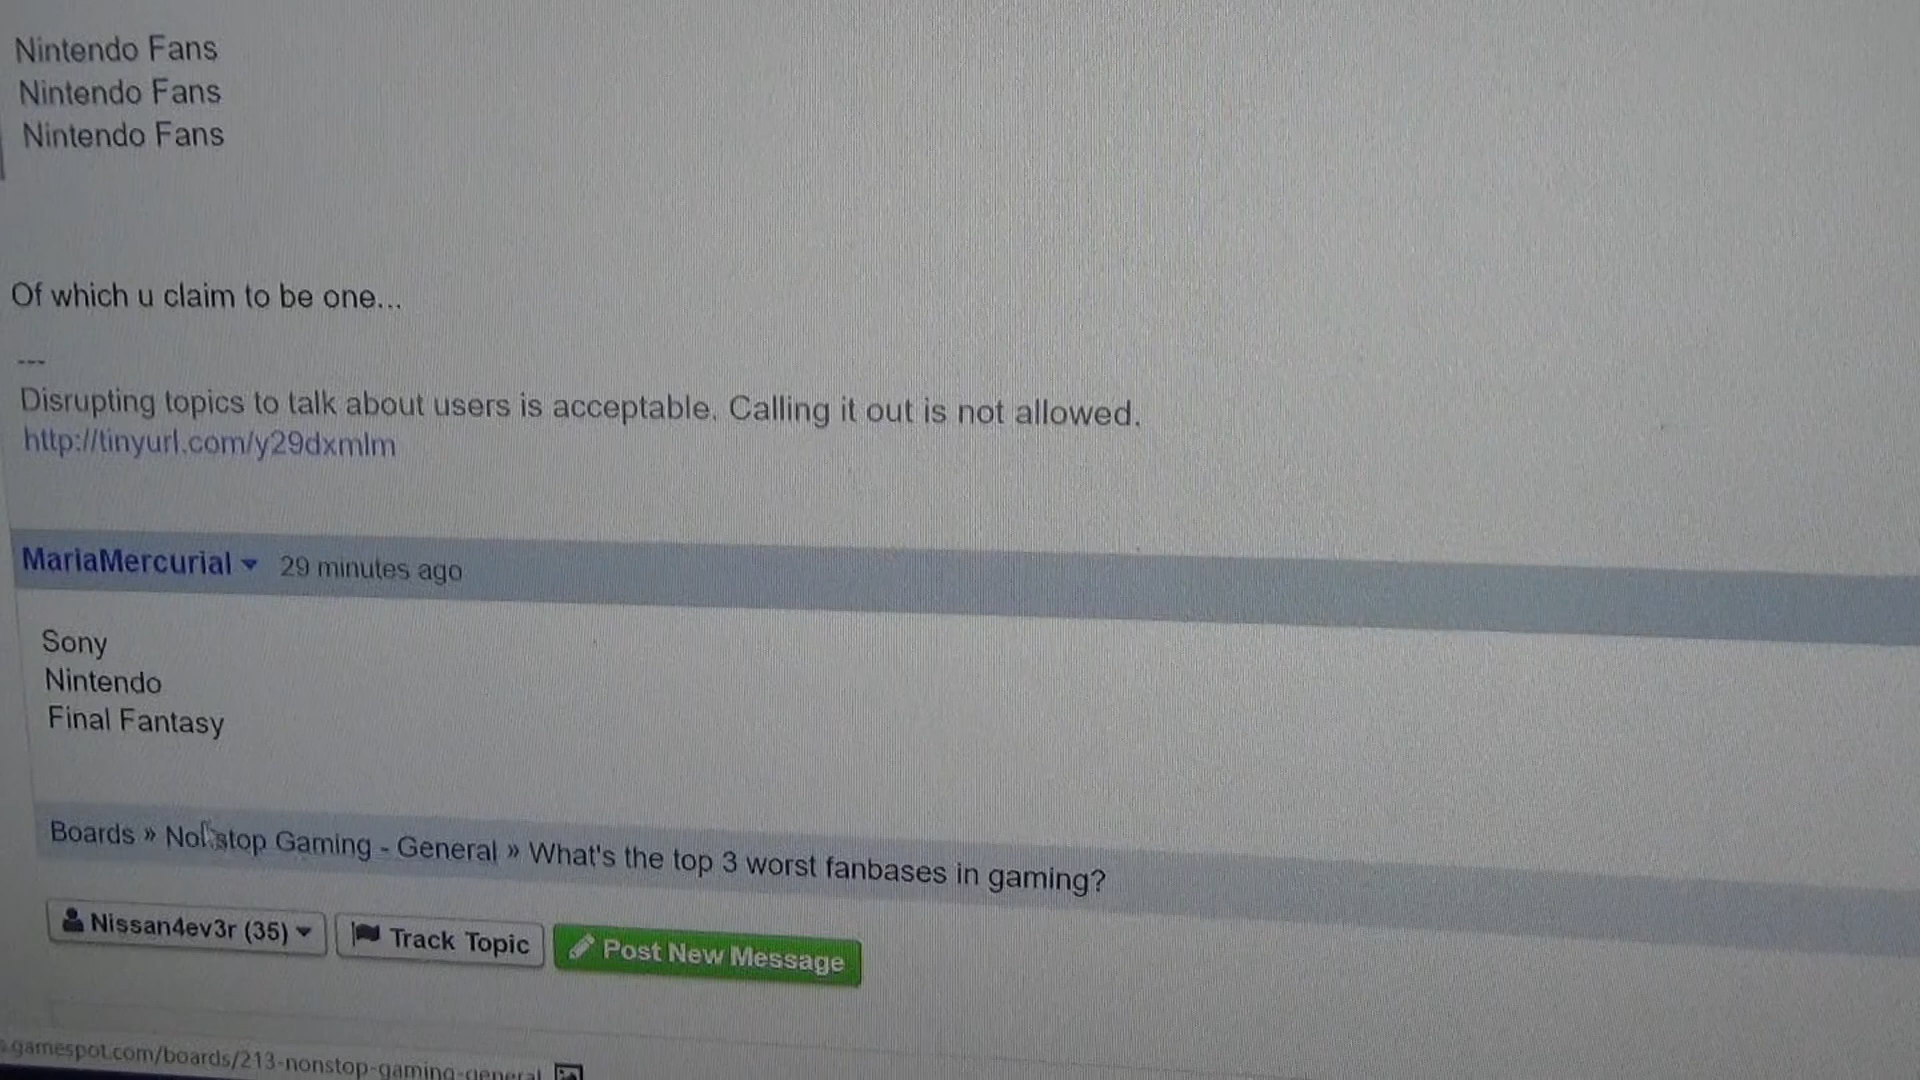 Nintendo Fans
Nintendo Fans
Nintendo Fans
Of which u claim to be one...
---
Disrupting topics to talk about users is acceptable. Calling it out is not allowed.
http://tinyurl.com/y29dxmlm
MariaMercurial 29 minutes ago
Sony
Nintendo
Final Fantasy
Boards » Nonstop Gaming - General » What's the top 3 worst fanbases in gaming?
Nissan4ev3r (35) Track Topic Post New Message
.gamespot.com/boards/213-nonstop-gaming-general